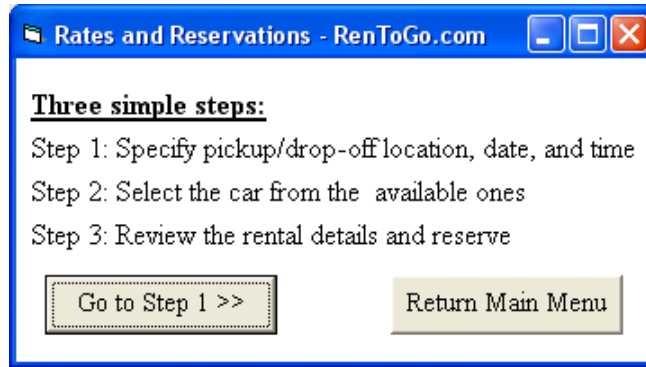 Rates and Reservations - RenToGo.com
Three simple steps:
Step 1: Specify pickup/drop-off location, date, and time
Step 2: Select the car from the  available ones
Step 3: Review the rental details and reserve
Go to Step 1 >>
Return Main Menu